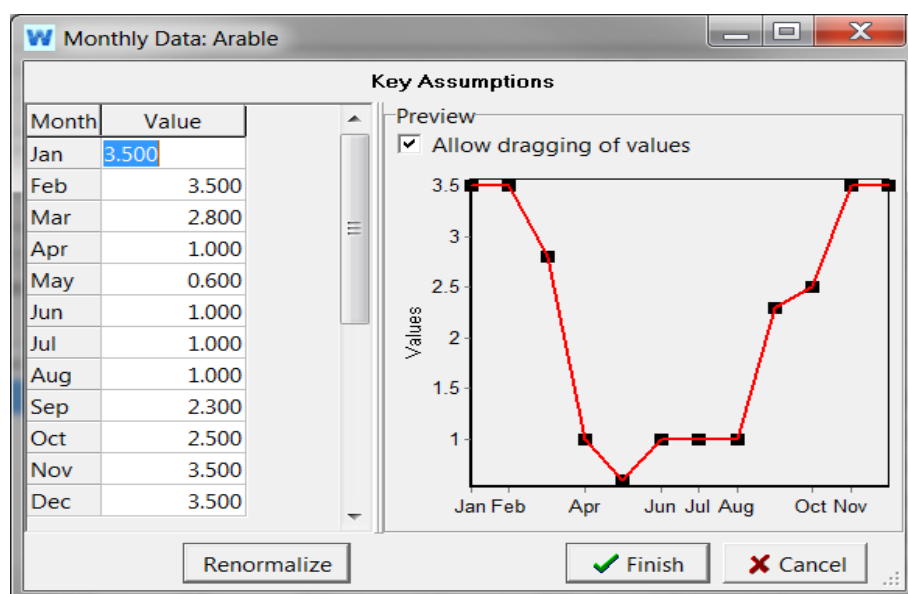 W Monthly Data: Arable
Key Assumptions
Month Value
Jan 3.500
Feb 3.500
Mar 2.800
Apr 1.000
May 0.600
Jun 1.000
Jul 1.000
Aug 1.000
Sep 2.300
Oct 2.500
Nov 3.500
Dec 3.500
Renormalize
Preview
Allow dragging of values
3.5
3
2.5
2
1.5
1
Values
Jan Feb Apr Jun Jul Aug Oct Nov
Finish Cancel